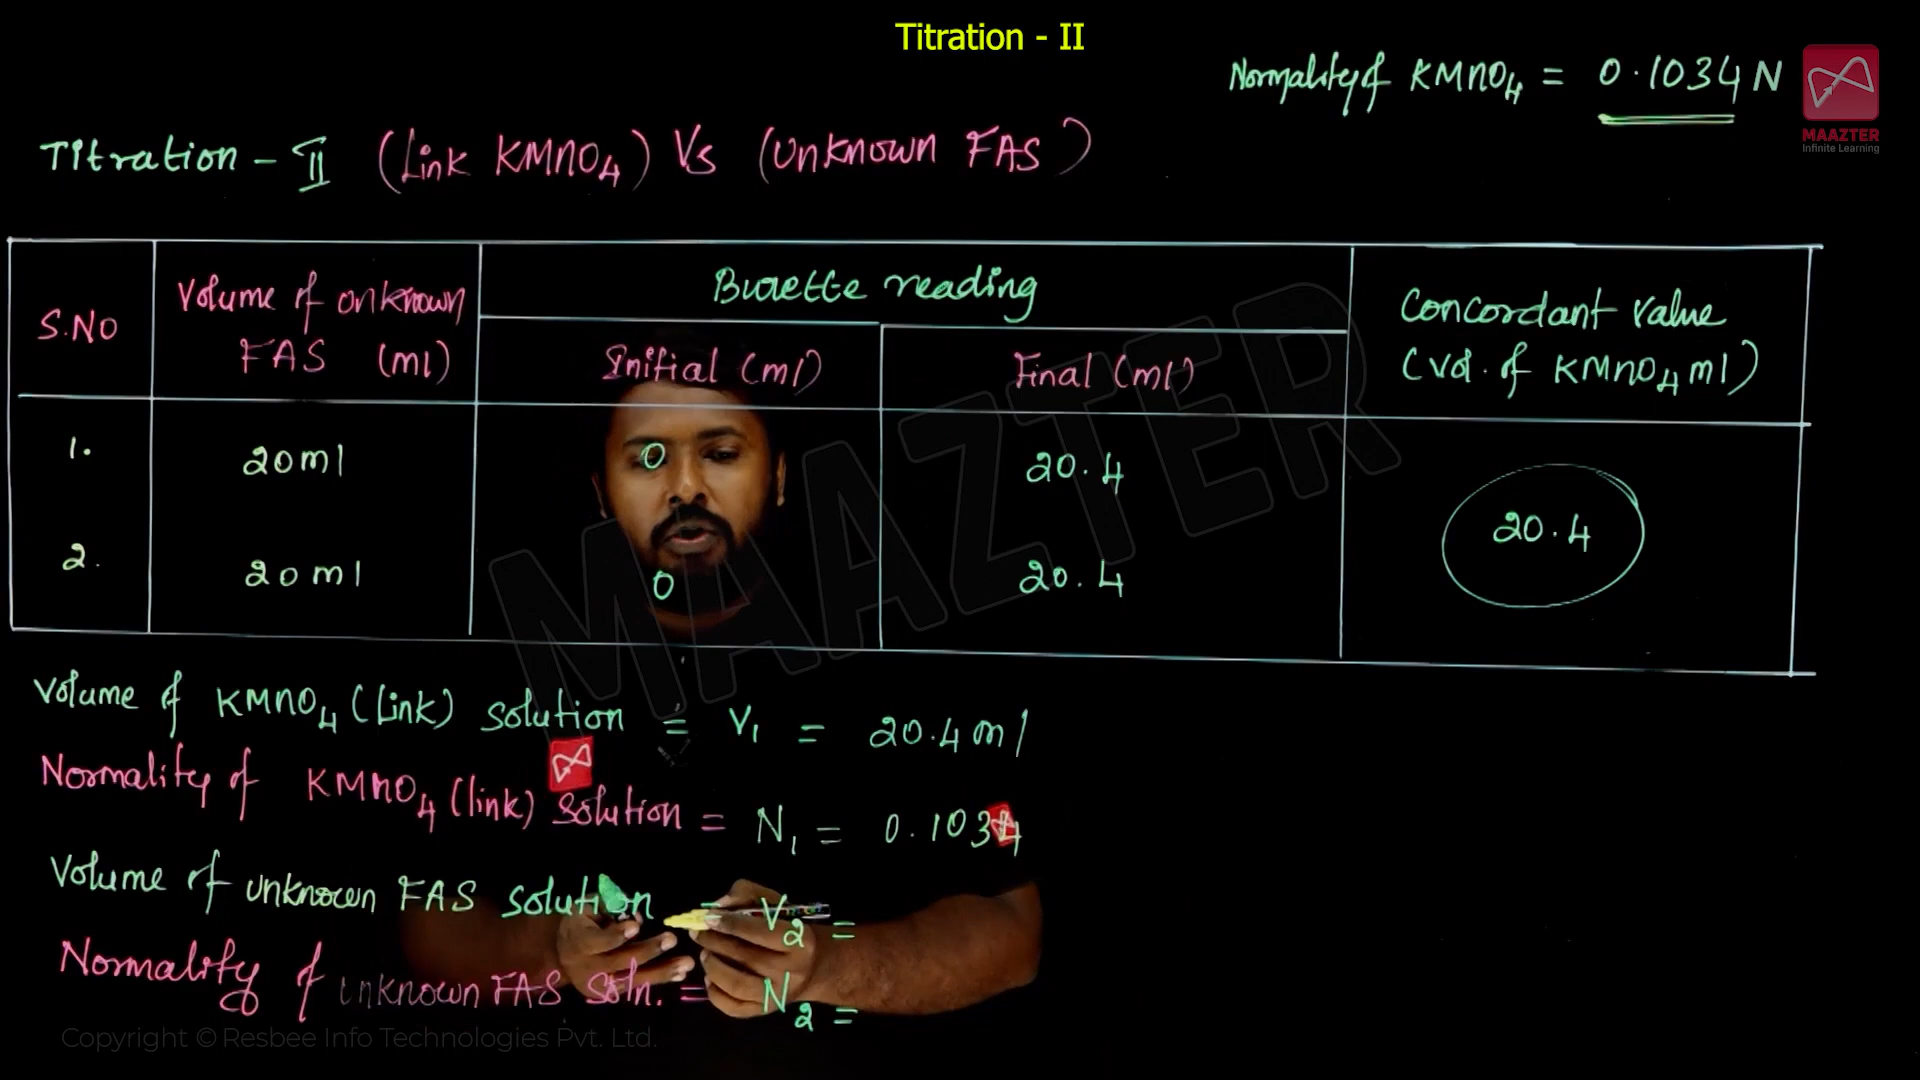 Titration - II
Normality of KMnO4 = 0.1034 N
MAAZTER
Infinite Learning
Titration - II (Link KMnO4) Vs (Unknown FAS)
S.NO
Volume of unknown FAS (ml)
Burette reading
Initial (ml)
Final (ml)
Concordant Value (Vol. of KMnO4 ml)
1. 20ml 0 20.4
20.4
2. 20ml 0 20.4
MAAZTER
Volume of KMnO4 (Link) solution = V1 = 20.4 ml
Normality of KMnO4 (link) solution = N1 = 0.1034
Volume of unknown FAS solution = V2 =
Normality of unknown FAS soln. = N2 =
Copyright © Resbee Info Technologies Pvt. Ltd.